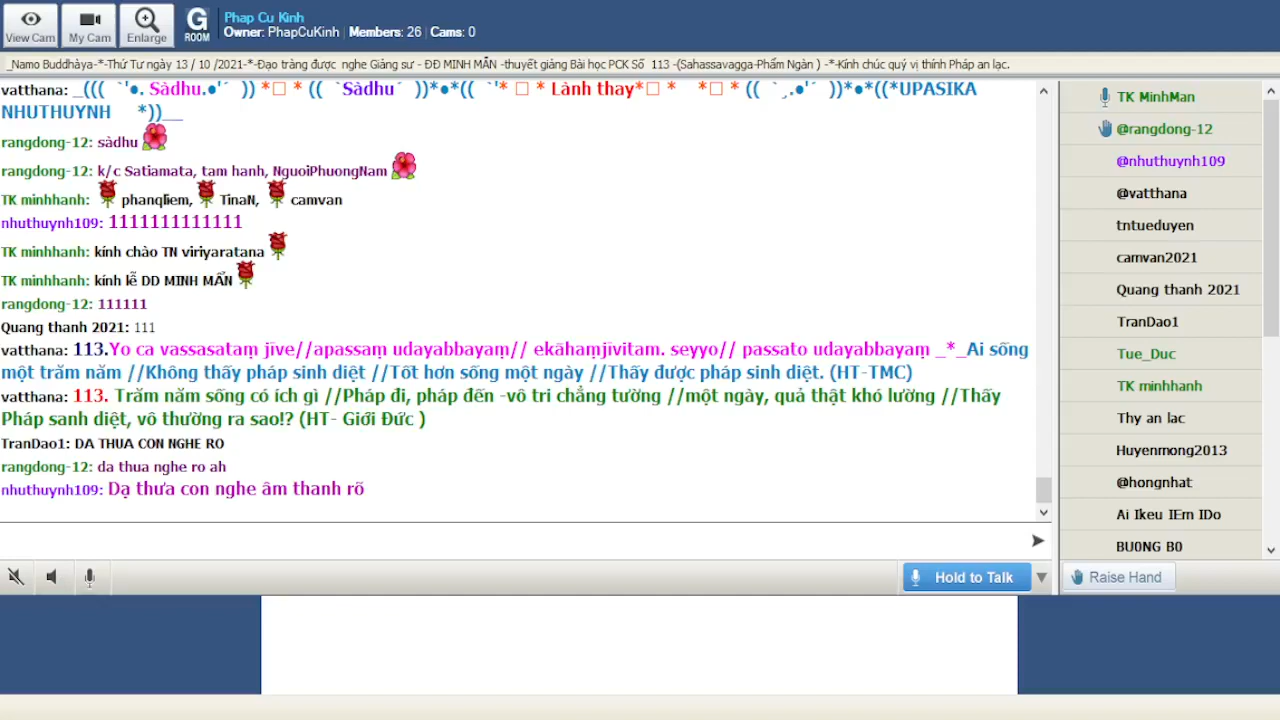 View Cam
My Cam
Enlarge
G
ROOM
Phap Cu Kinh
Owner: PhapCuKinh | Members: 26 | Cams: 0
_Namo Buddhàya-*-Thứ Tư ngày 13 / 10 /2021-*-Đạo tràng được nghe Giảng sư - ĐĐ MINH MẪN -thuyết giảng Bài học PCK Số 113 -(Sahassavagga-Phẩm Ngàn ) -*-Kính chúc quý vị thính Pháp an lạc.
vatthana: _((( `'●. Sàdhu.●'´ )) *□ * (( `Sàdhu´ ))*●*(( `'* □ * Lành thay*□ * *□ * (( `¸.●'´ ))*●*((*UPASIKA
NHUTHUYNH *))__
rangdong-12: sàdhu
rangdong-12: k/c Satiamata, tam hanh, NguoiPhuongNam
TK minhhanh: phanqliem, TinaN, camvan
nhuthuynh109: 1111111111111
TK minhhanh: kính chào TN viriyaratana
TK minhhanh: kính lễ DD MINH MẪN
rangdong-12: 111111
Quang thanh 2021: 111
vatthana: 113.Yo ca vassasataṃ jīve//apassaṃ udayabbayaṃ// ekāhaṃjīvitam. seyyo// passato udayabbayaṃ _*_Ai sống
một trăm năm //Không thấy pháp sinh diệt //Tốt hơn sống một ngày //Thấy được pháp sinh diệt. (HT-TMC)
vatthana: 113. Trăm năm sống có ích gì //Pháp đi, pháp đến -vô tri chẳng tường //một ngày, quả thật khó lường //Thấy
Pháp sanh diệt, vô thường ra sao!? (HT- Giới Đức )
TranDao1: DA THUA CON NGHE RO
rangdong-12: da thua nghe ro ah
nhuthuynh109: Dạ thưa con nghe âm thanh rõ
Hold to Talk
TK MinhMan
@rangdong-12
@nhuthuynh109
@vatthana
tntueduyen
camvan2021
Quang thanh 2021
TranDao1
Tue_Duc
TK minhhanh
Thy an lac
Huyenmong2013
@hongnhat
Ai Ikeu IEm IDo
BU0NG B0
Raise Hand